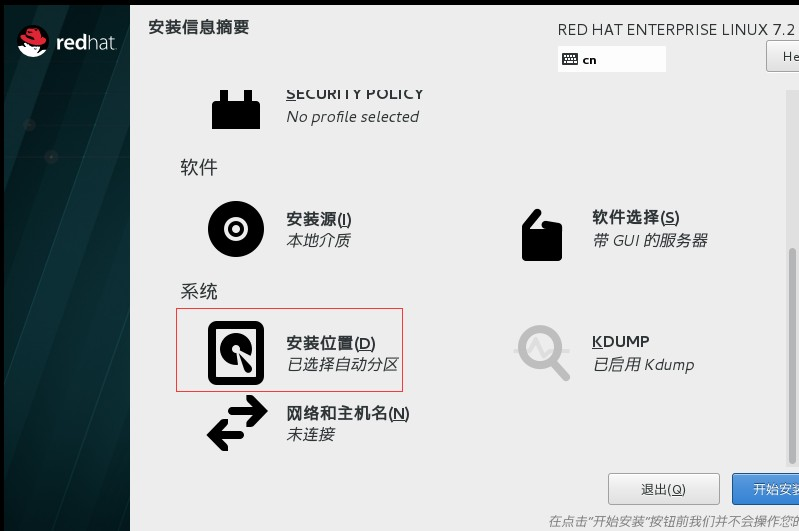 redhat.
安装信息摘要
RED HAT ENTERPRISE LINUX 7.2
cn
He
SECURITY POLICY
No profile selected
软件
安装源(I)
本地介质
软件选择(S)
带 GUI 的服务器
系统
安装位置(D)
已选择自动分区
KDUMP
已启用 Kdump
网络和主机名(N)
未连接
退出(Q)
开始安装
在点击“开始安装”按钮前我们并不会操作您的